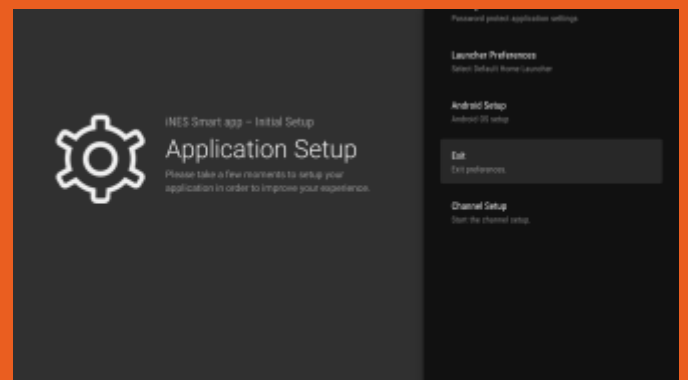 iNES Smart app – Initial Setup
Application Setup
Please take a few moments to setup your
application in order to improve your experience.
Password protect application settings.
Launcher Preferences
Select Default Home Launcher
Android Setup
Android OS setup
Exit
Exit preferences.
Channel Setup
Start the channel setup.